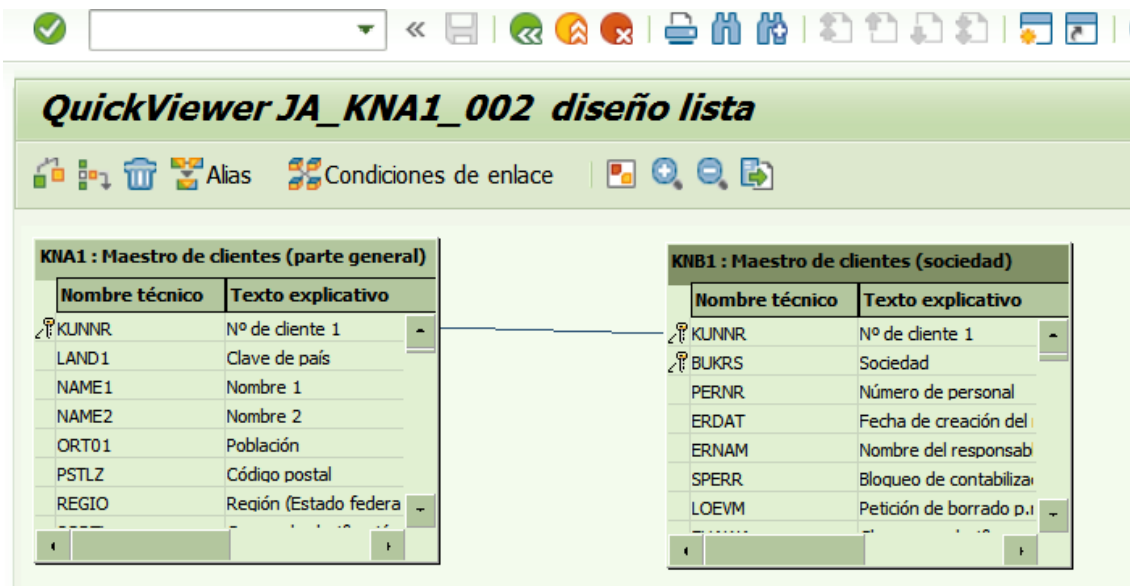 QuickViewer JA_KNA1_002 diseño lista
Alias Condiciones de enlace
KNA1 : Maestro de clientes (parte general)
Nombre técnico Texto explicativo
KUNNR Nº de cliente 1
LAND1 Clave de país
NAME1 Nombre 1
NAME2 Nombre 2
ORT01 Población
PSTLZ Código postal
REGIO Región (Estado federa
KNB1 : Maestro de clientes (sociedad)
Nombre técnico Texto explicativo
KUNNR Nº de cliente 1
BUKRS Sociedad
PERNR Número de personal
ERDAT Fecha de creación del
ERNAM Nombre del responsab
SPERR Bloqueo de contabiliza
LOEVM Petición de borrado p.